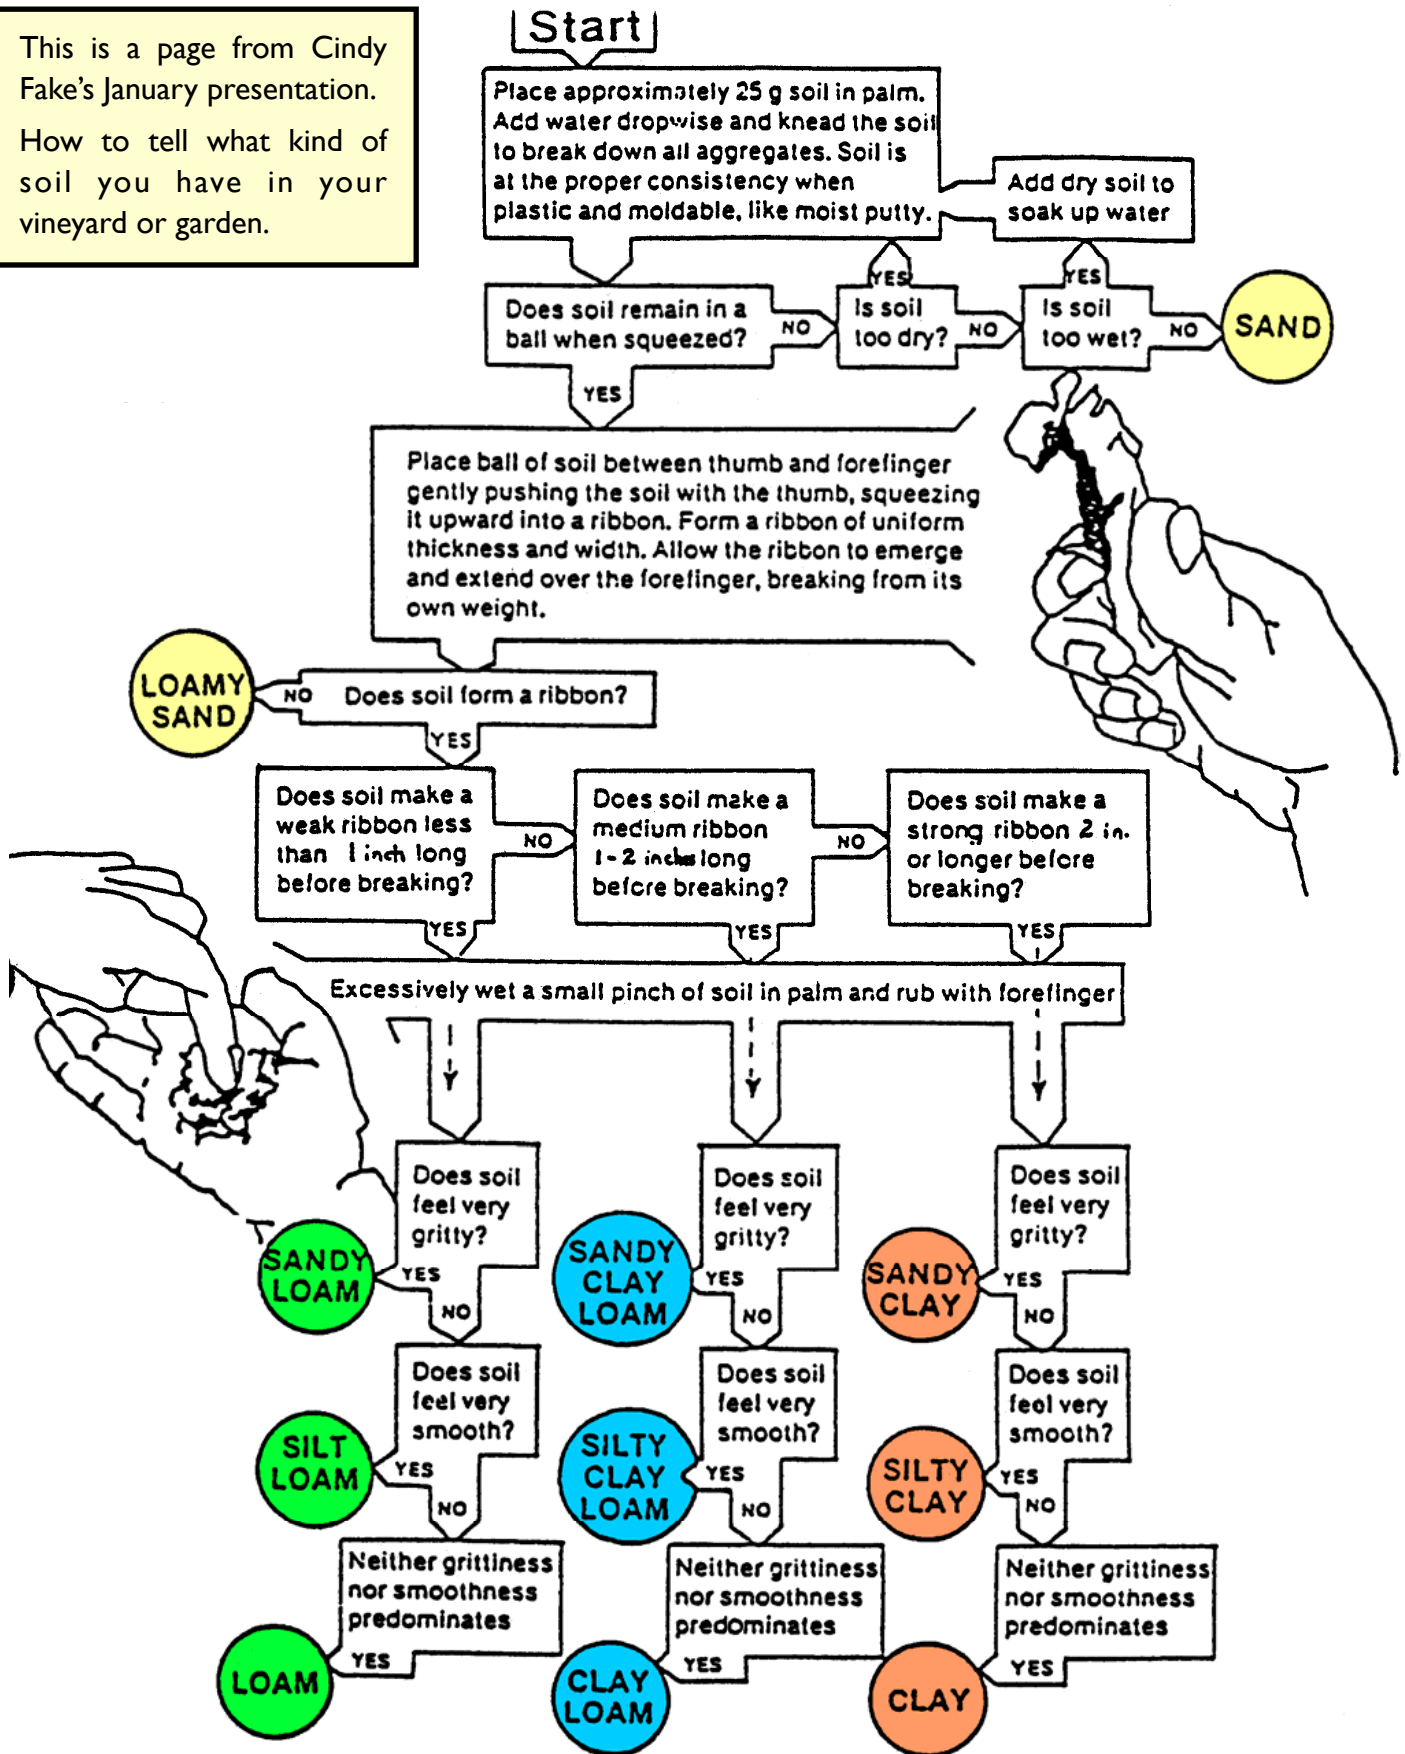 This is a page from Cindy
Fake's January presentation.
How to tell what kind of
soil you have in your
vineyard or garden.
Start
Place approximately 25 g soil in palm.
Add water dropwise and knead the soil
to break down all aggregates. Soil is
at the proper consistency when
plastic and moldable, like moist putty.
Add dry soil to
soak up water
YES
YES
Does soil remain in a
ball when squeezed?
NO
Is soil
too dry?
NO
Is soil
too wet?
NO
SAND
YES
Place ball of soil between thumb and forefinger
gently pushing the soil with the thumb, squeezing
it upward into a ribbon. Form a ribbon of uniform
thickness and width. Allow the ribbon to emerge
and extend over the forefinger, breaking from its
own weight.
LOAMY
SAND
NO
Does soil form a ribbon?
YES
Does soil make a
weak ribbon less
than 1 inch long
before breaking?
NO
Does soil make a
medium ribbon
1-2 inches long
before breaking?
NO
Does soil make a
strong ribbon 2 in.
or longer before
breaking?
YES
YES
YES
Excessively wet a small pinch of soil in palm and rub with forefinger
Does soil
feel very
gritty?
SANDY
LOAM
YES
NO
Does soil
feel very
gritty?
SANDY
CLAY
LOAM
YES
NO
Does soil
feel very
gritty?
SANDY
CLAY
YES
NO
Does soil
feel very
smooth?
SILT
LOAM
YES
NO
Does soil
feel very
smooth?
SILTY
CLAY
LOAM
YES
NO
Does soil
feel very
smooth?
SILTY
CLAY
YES
NO
Neither grittiness
nor smoothness
predominates
LOAM
YES
Neither grittiness
nor smoothness
predominates
CLAY
LOAM
YES
Neither grittiness
nor smoothness
predominates
CLAY
YES